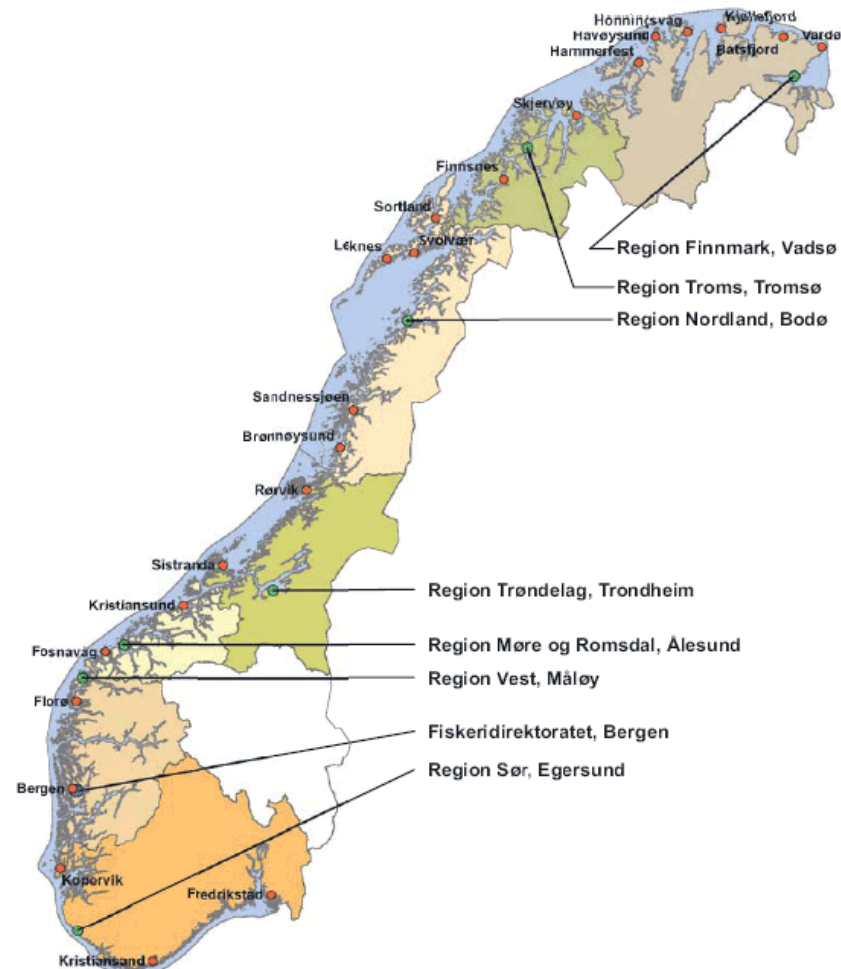 Honningsvåg
Kjøllefjord
Havøysund
Vardø
Hammerfest
Båtsfjord
Skjervøy
Finnsnes
Sortland
Svolvær
Leknes
Region Finnmark, Vadsø
Region Troms, Tromsø
Region Nordland, Bodø
Sandnessjøen
Brønnøysund
Rørvik
Sistranda
Region Trøndelag, Trondheim
Kristiansund
Region Møre og Romsdal, Ålesund
Fosnavåg
Region Vest, Måløy
Florø
Fiskeridirektoratet, Bergen
Region Sør, Egersund
Bergen
Kopervik
Fredrikstad
Kristiansand